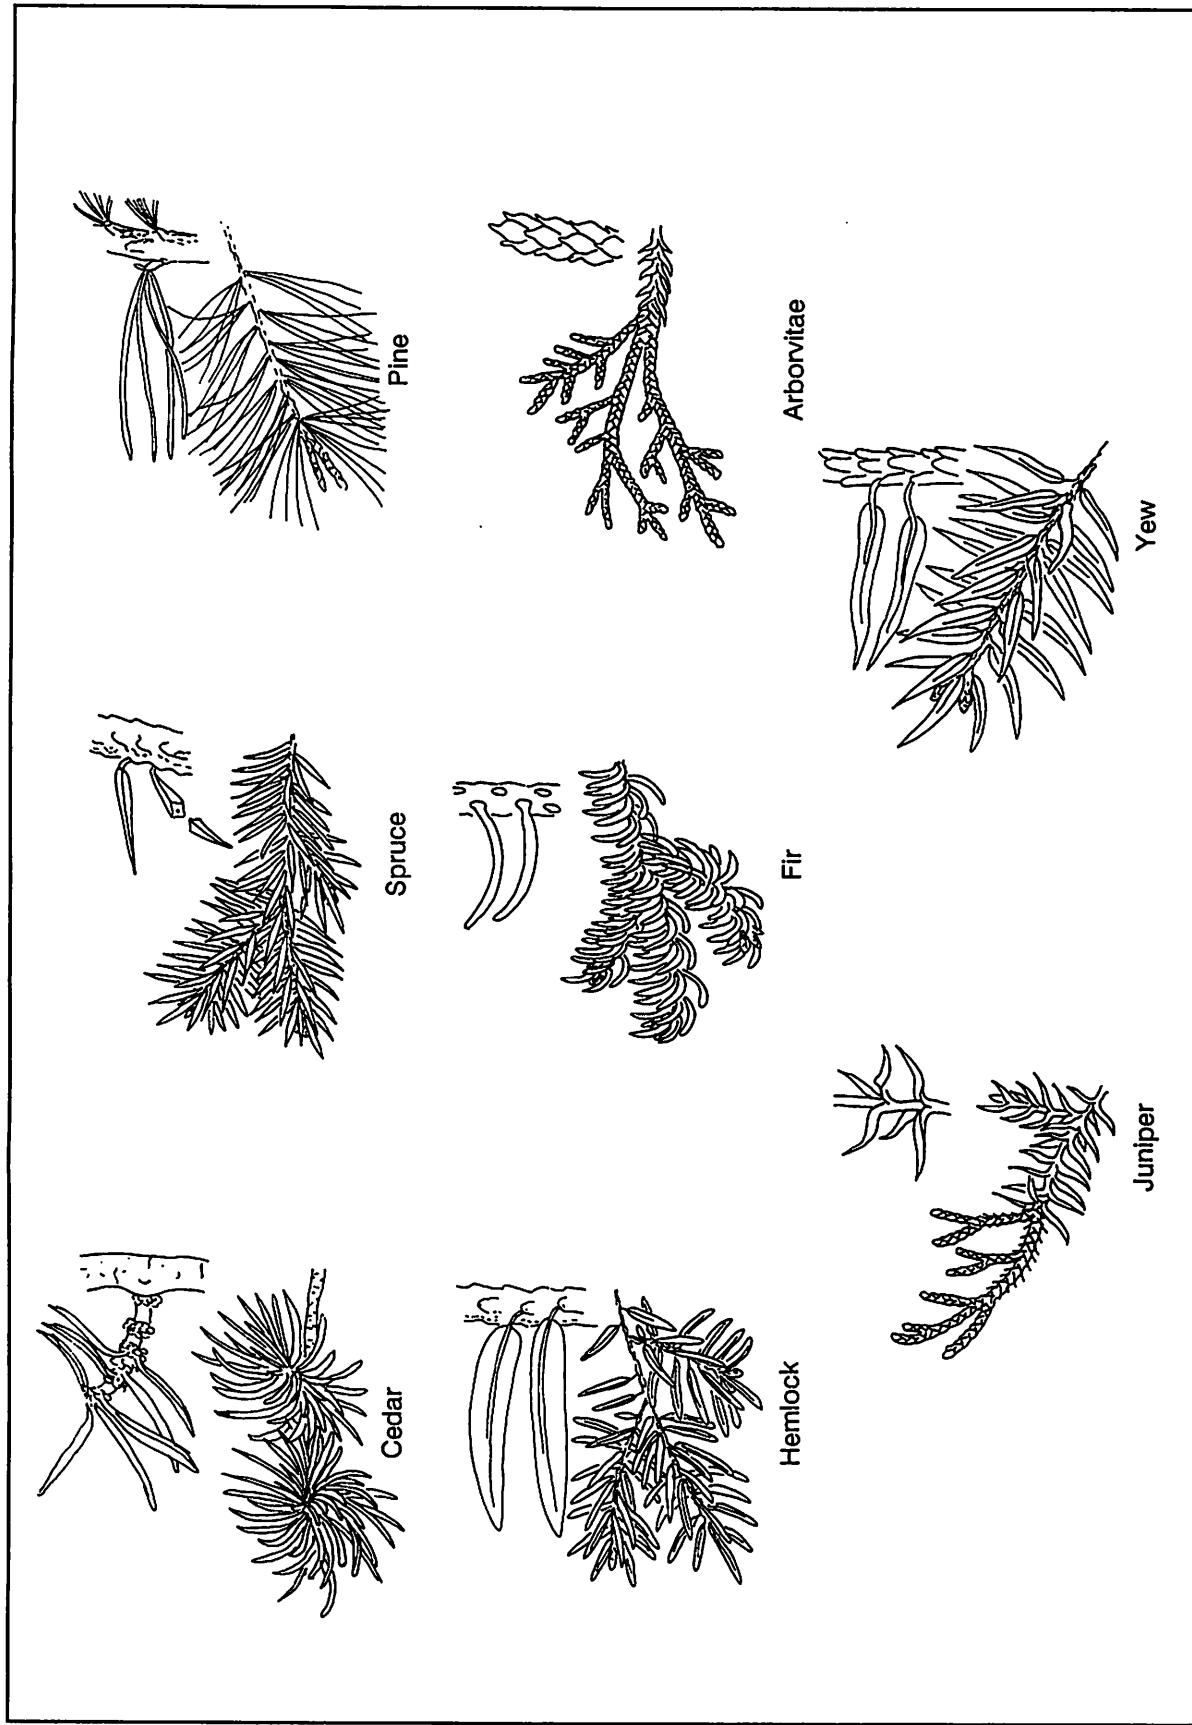 Cedar
Spruce
Pine
Hemlock
Fir
Arborvitae
Juniper
Yew